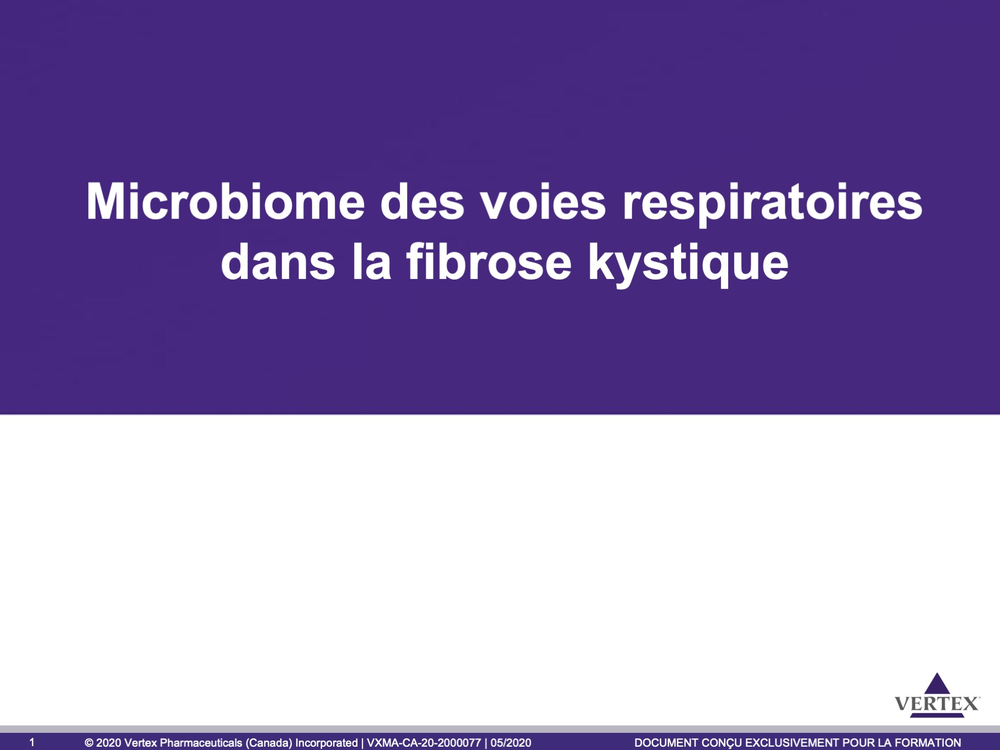 Microbiome des voies respiratoires
dans la fibrose kystique
VERTEX
1 © 2020 Vertex Pharmaceuticals (Canada) Incorporated | VXMA-CA-20-2000077 | 05/2020 DOCUMENT CONÇU EXCLUSIVEMENT POUR LA FORMATION